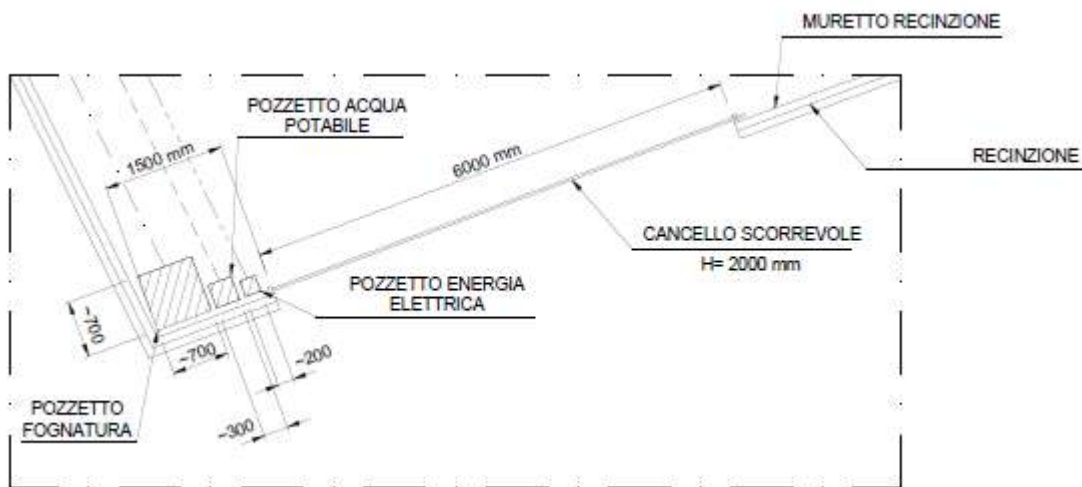 MURETTO RECINZIONE
POZZETTO ACQUA
POTABILE
1500 mm
6000 mm
RECINZIONE
CANCELLO SCORREVOLE
H= 2000 mm
POZZETTO ENERGIA
ELETTRICA
~700
~700
~200
~300
POZZETTO
FOGNATURA